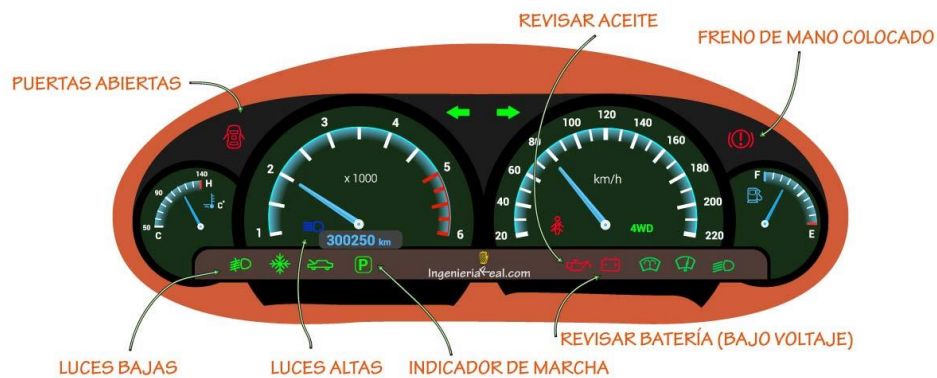 REVISAR ACEITE
FRENO DE MANO COLOCADO
PUERTAS ABIERTAS
1
2
3
4
5
6
x 1000
300250 km
20
40
60
80
100
120
140
160
180
200
220
km/h
4WD
50
90
140
H
C°
C
F
E
P
IngenieriaReal.com
REVISAR BATERÍA (BAJO VOLTAJE)
LUCES BAJAS
LUCES ALTAS
INDICADOR DE MARCHA